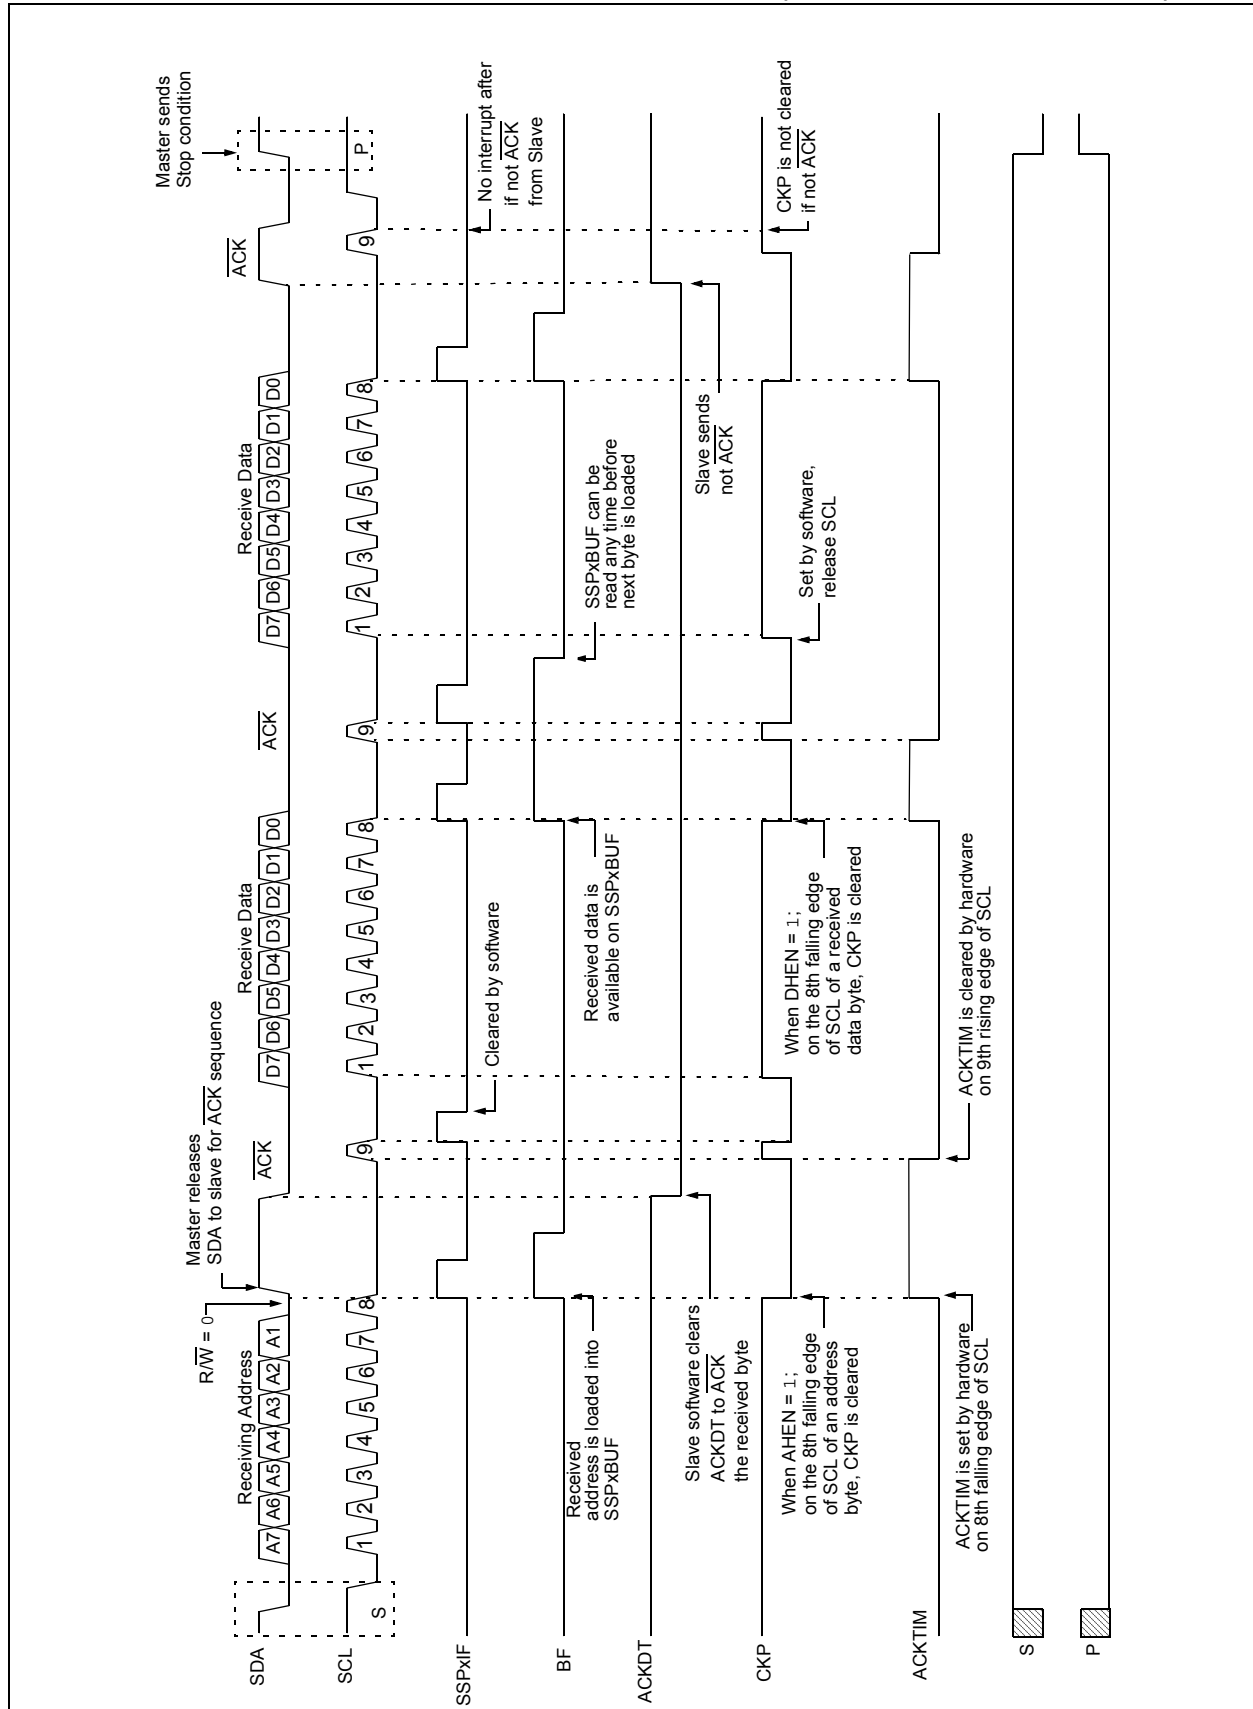 Master sends
Stop condition
Master releases
SDA to slave for ACK sequence
R/W = 0
Receiving Address
ACK
Receive Data
ACK
Receive Data
ACK
SDA
A7 A6 A5 A4 A3 A2 A1
D7 D6 D5 D4 D3 D2 D1 D0
D7 D6 D5 D4 D3 D2 D1 D0
SCL
S
1 2 3 4 5 6 7 8 9
1 2 3 4 5 6 7 8 9
1 2 3 4 5 6 7 8 9
P
SSPxIF
Cleared by software
No interrupt after
if not ACK
from Slave
BF
Received
address is loaded into
SSPxBUF
Received data is
available on SSPxBUF
SSPxBUF can be
read any time before
next byte is loaded
ACKDT
Slave software clears
ACKDT to ACK
the received byte
Slave sends
not ACK
CKP
When AHEN = 1;
on the 8th falling edge
of SCL of an address
byte, CKP is cleared
When DHEN = 1;
on the 8th falling edge
of SCL of a received
data byte, CKP is cleared
Set by software,
release SCL
CKP is not cleared
if not ACK
ACKTIM
ACKTIM is set by hardware
on 8th falling edge of SCL
ACKTIM is cleared by hardware
on 9th rising edge of SCL
S
P